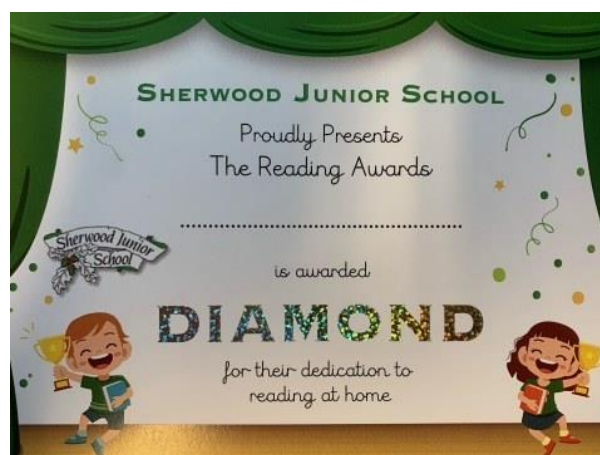 SHERWOOD JUNIOR SCHOOL
Proudly Presents
The Reading Awards
................................................................
Sherwood Junior
School
is awarded
DIAMOND
for their dedication to
reading at home